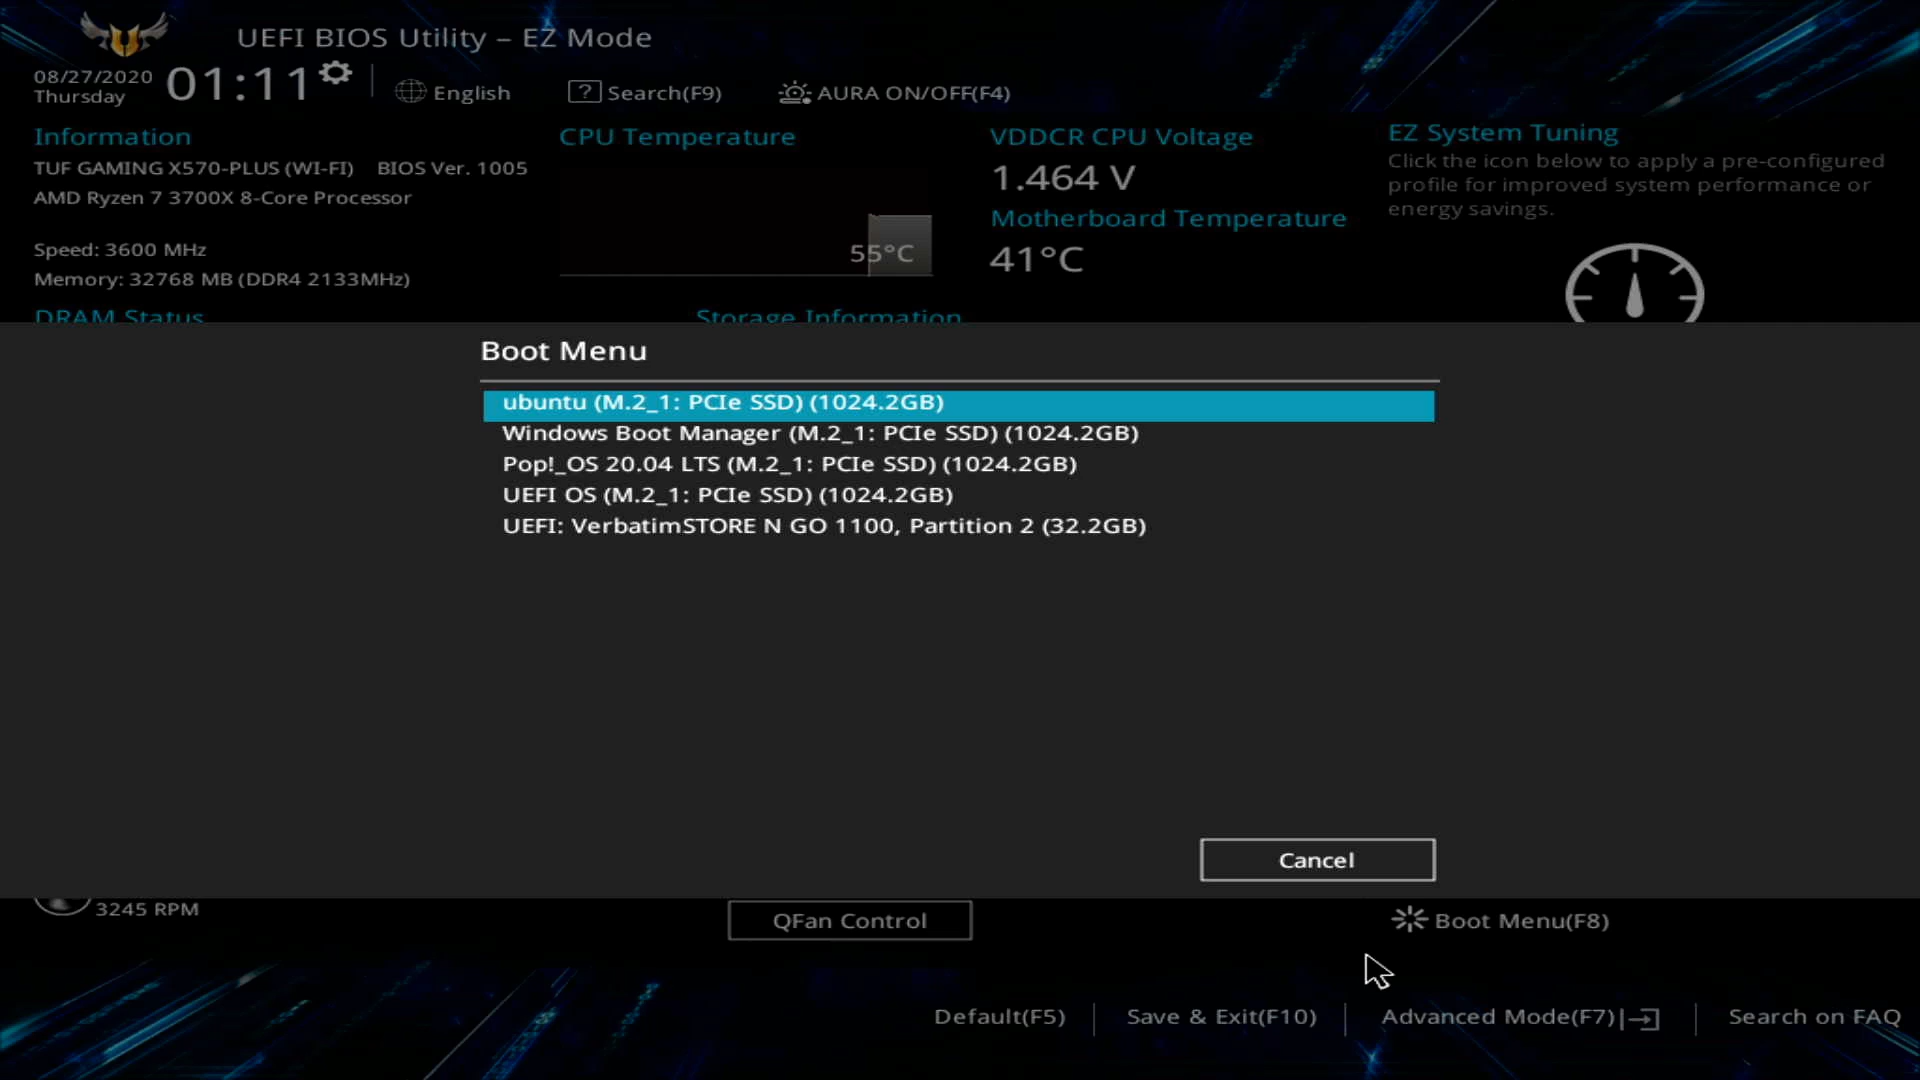 UEFI BIOS Utility – EZ Mode
08/27/2020
Thursday
01:11
English
Search(F9)
AURA ON/OFF(F4)
Information
TUF GAMING X570-PLUS (WI-FI) BIOS Ver. 1005
AMD Ryzen 7 3700X 8-Core Processor
Speed: 3600 MHz
Memory: 32768 MB (DDR4 2133MHz)
CPU Temperature
55°C
VDDCR CPU Voltage
1.464 V
Motherboard Temperature
41°C
EZ System Tuning
Click the icon below to apply a pre-configured
profile for improved system performance or
energy savings.
DRAM Status
Storage Information
Boot Menu
ubuntu (M.2_1: PCIe SSD) (1024.2GB)
Windows Boot Manager (M.2_1: PCIe SSD) (1024.2GB)
Pop!_OS 20.04 LTS (M.2_1: PCIe SSD) (1024.2GB)
UEFI OS (M.2_1: PCIe SSD) (1024.2GB)
UEFI: VerbatimSTORE N GO 1100, Partition 2 (32.2GB)
Cancel
3245 RPM
QFan Control
Boot Menu(F8)
Default(F5)
Save & Exit(F10)
Advanced Mode(F7)
Search on FAQ